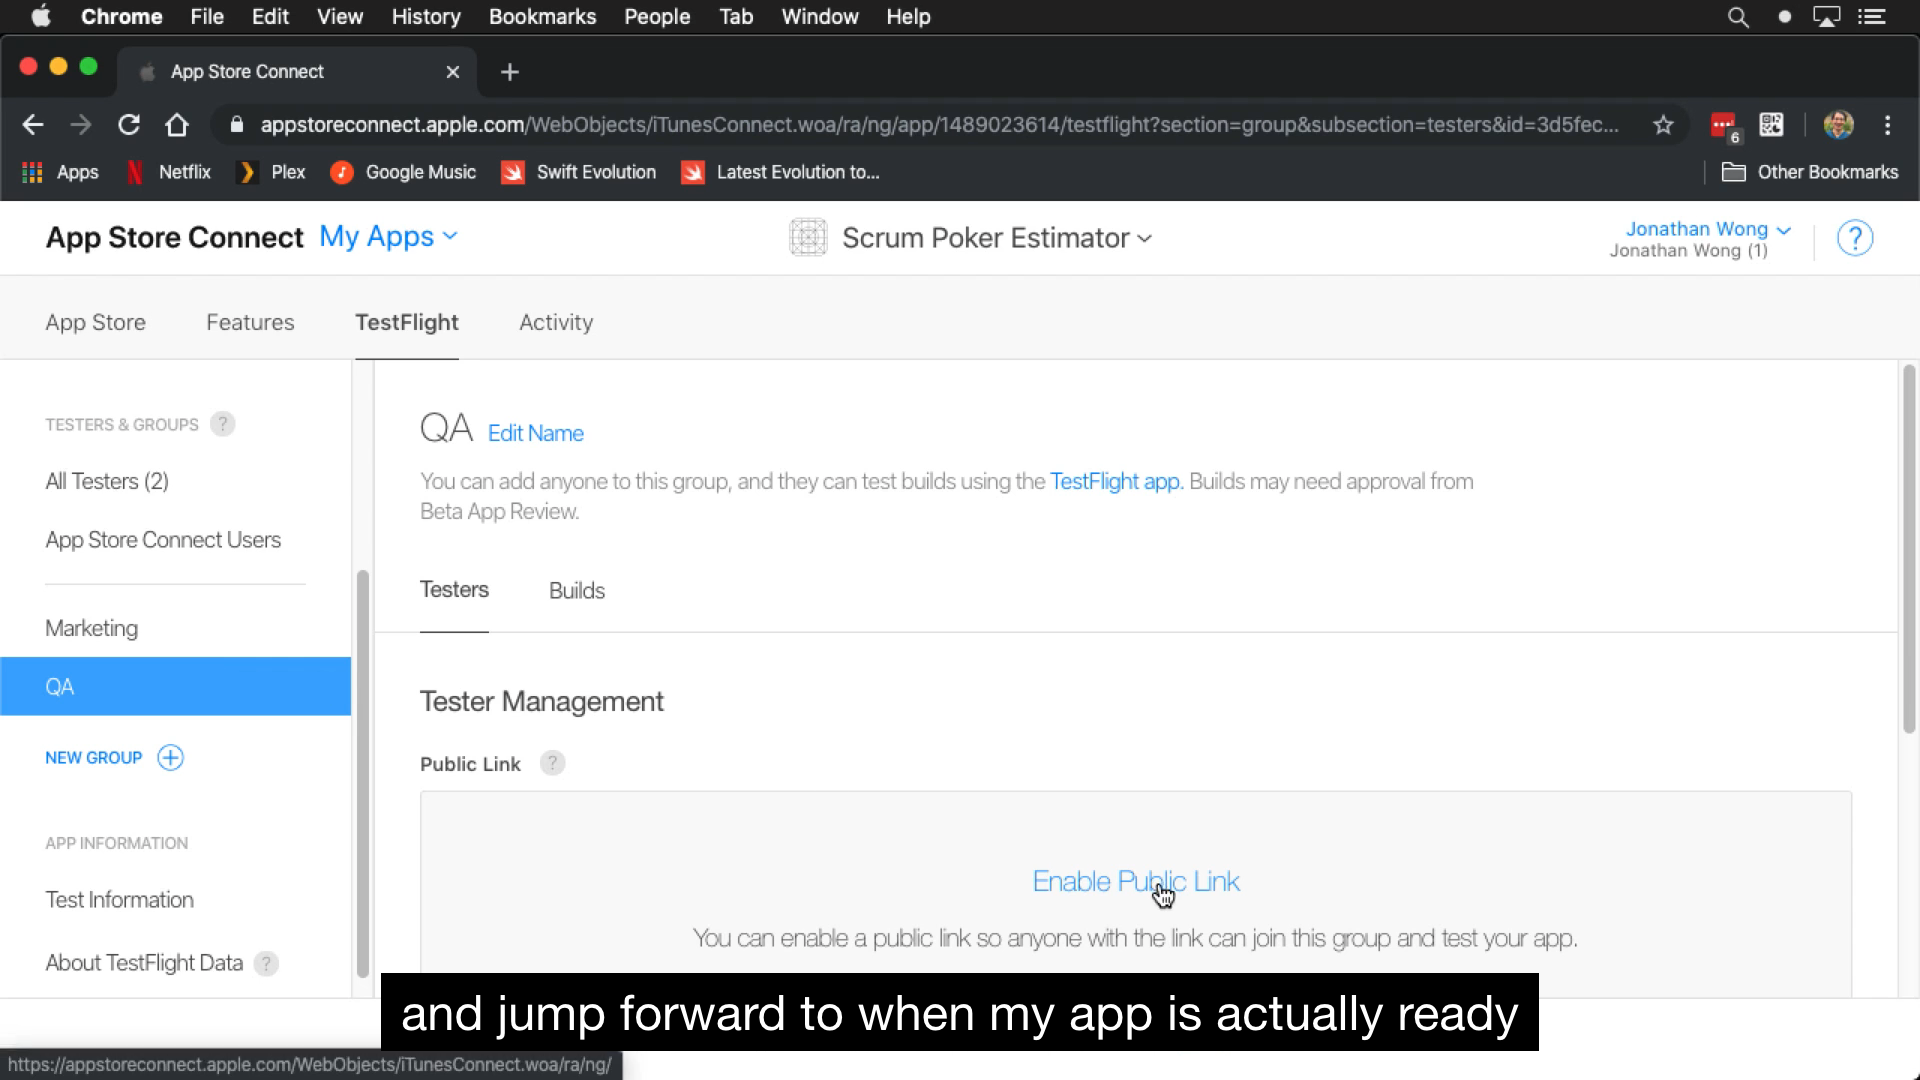 Chrome File Edit View History Bookmarks People Tab Window Help
App Store Connect
appstoreconnect.apple.com/WebObjects/iTunesConnect.woa/ra/ng/app/1489023614/testflight?section=group&subsection=testers&id=3d5fec...
6
Apps Netflix Plex Google Music Swift Evolution Latest Evolution to... Other Bookmarks
App Store Connect My Apps
Scrum Poker Estimator
Jonathan Wong
Jonathan Wong (1)
?
App Store Features TestFlight Activity
TESTERS & GROUPS ?
All Testers (2)
App Store Connect Users
Marketing
QA
NEW GROUP
APP INFORMATION
Test Information
About TestFlight Data ?
QA Edit Name
You can add anyone to this group, and they can test builds using the TestFlight app. Builds may need approval from
Beta App Review.
Testers Builds
Tester Management
Public Link ?
Enable Public Link
You can enable a public link so anyone with the link can join this group and test your app.
and jump forward to when my app is actually ready
https://appstoreconnect.apple.com/WebObjects/iTunesConnect.woa/ra/ng/